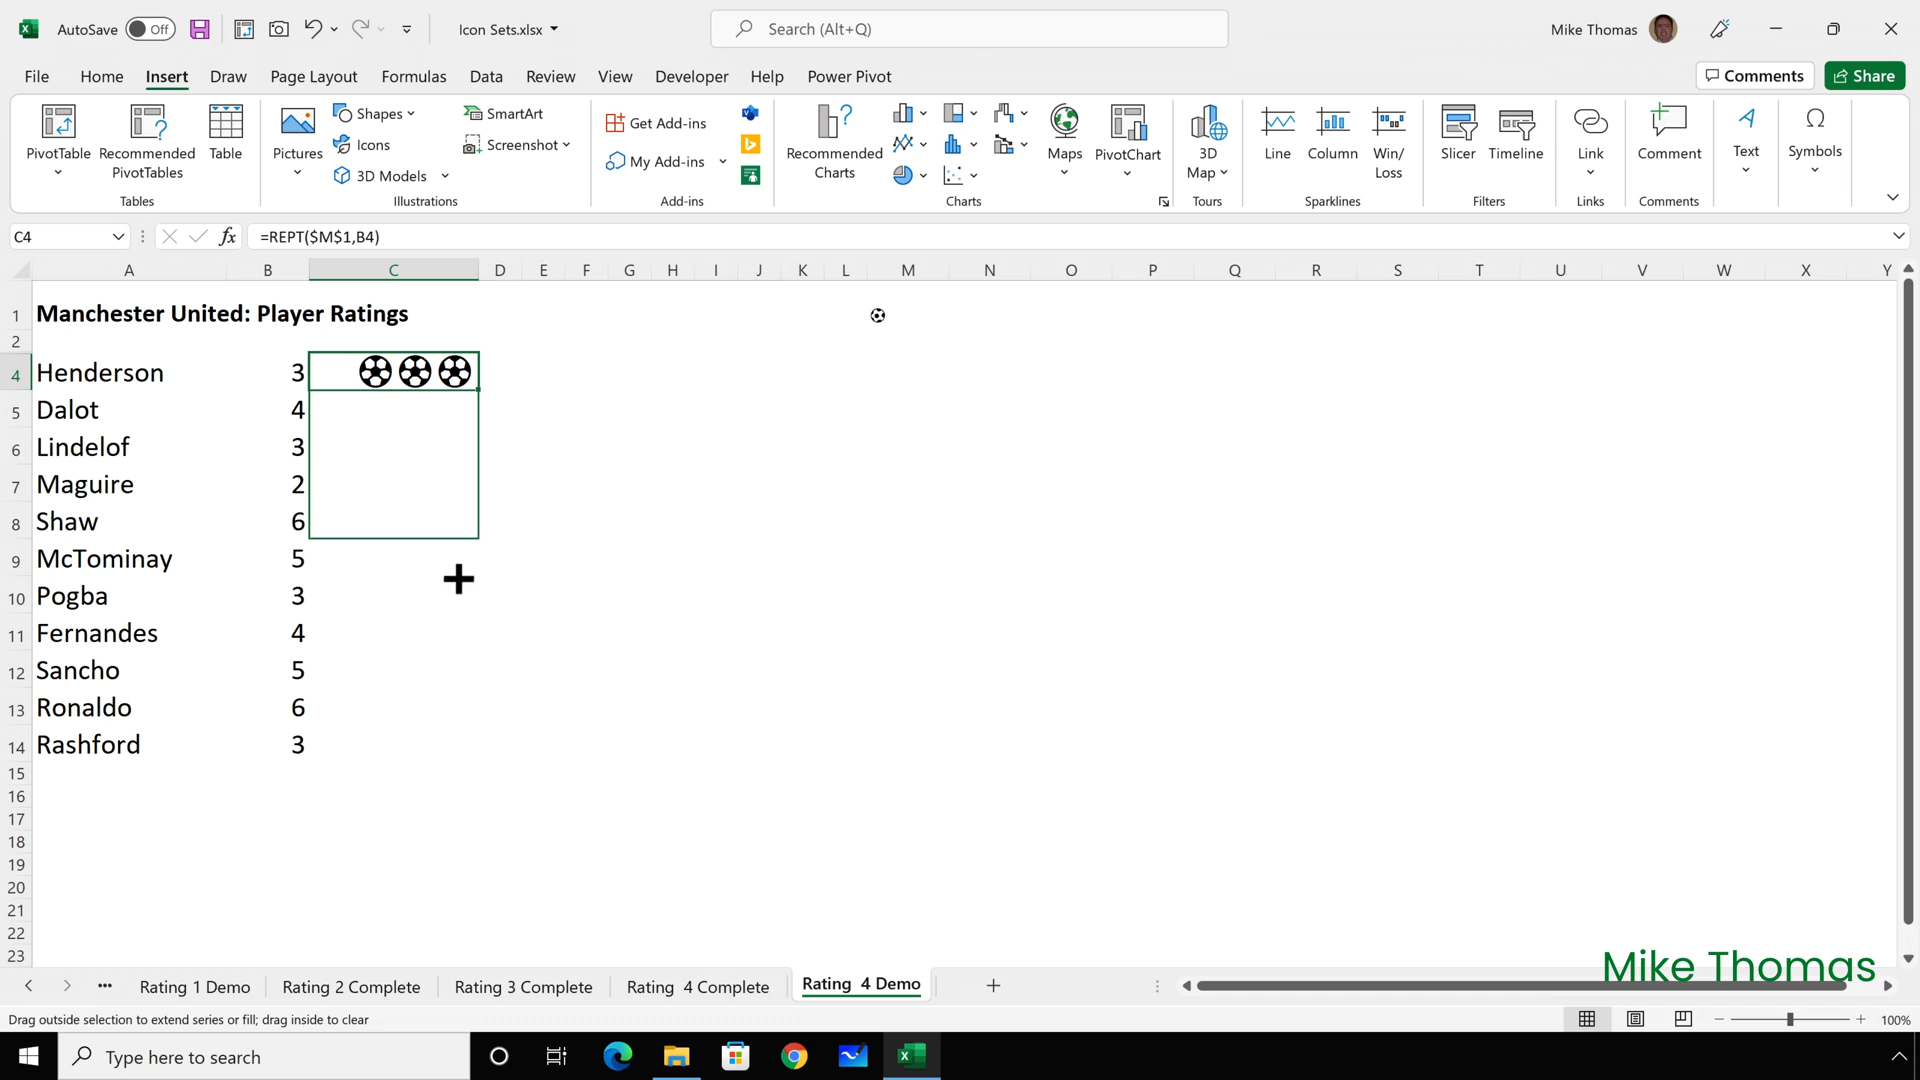 AutoSave Off Icon Sets.xlsx Search (Alt+Q) Mike Thomas
File Home Insert Draw Page Layout Formulas Data Review View Developer Help Power Pivot Comments Share
PivotTable Recommended PivotTables Table
Tables
Pictures Shapes Icons 3D Models SmartArt Screenshot
Illustrations
Get Add-ins
My Add-ins
Add-ins
Recommended Charts
Maps PivotChart
Charts
3D Map
Tours
Line Column Win/Loss
Sparklines
Slicer Timeline
Filters
Link
Links
Comment
Comments
Text Symbols
C4 fx =REPT($M$1,B4)
A B C D E F G H I J K L M N O P Q R S T U V W X Y
1 Manchester United: Player Ratings
2
4 Henderson 3
5 Dalot 4
6 Lindelof 3
7 Maguire 2
8 Shaw 6
9 McTominay 5
10 Pogba 3
11 Fernandes 4
12 Sancho 5
13 Ronaldo 6
14 Rashford 3
15
16
17
18
19
20
21
22
23
Mike Thomas
Rating 1 Demo Rating 2 Complete Rating 3 Complete Rating 4 Complete Rating 4 Demo
Drag outside selection to extend series or fill; drag inside to clear 100%
Type here to search